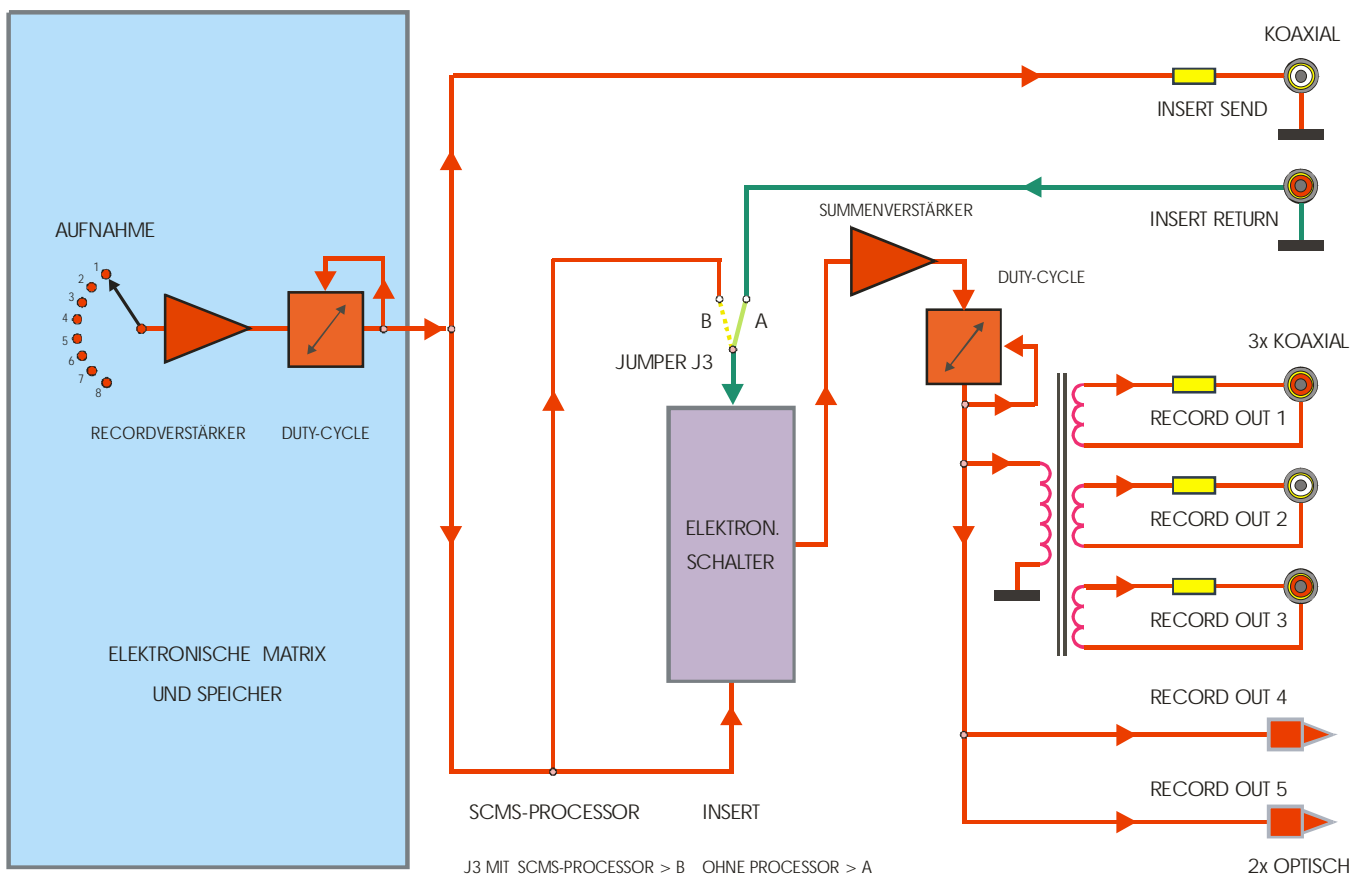 KOAXIAL
INSERT SEND
SUMMENVERSTÄRKER
INSERT RETURN
AUFNAHME
1
2
3
4
5
6
7
8
DUTY-CYCLE
B
A
JUMPER J3
3x KOAXIAL
RECORD OUT 1
RECORDVERSTÄRKER
DUTY-CYCLE
ELEKTRON.
SCHALTER
RECORD OUT 2
RECORD OUT 3
ELEKTRONISCHE MATRIX
UND SPEICHER
RECORD OUT 4
RECORD OUT 5
SCMS-PROCESSOR
INSERT
J3 MIT SCMS-PROCESSOR > B OHNE PROCESSOR > A
2x OPTISCH